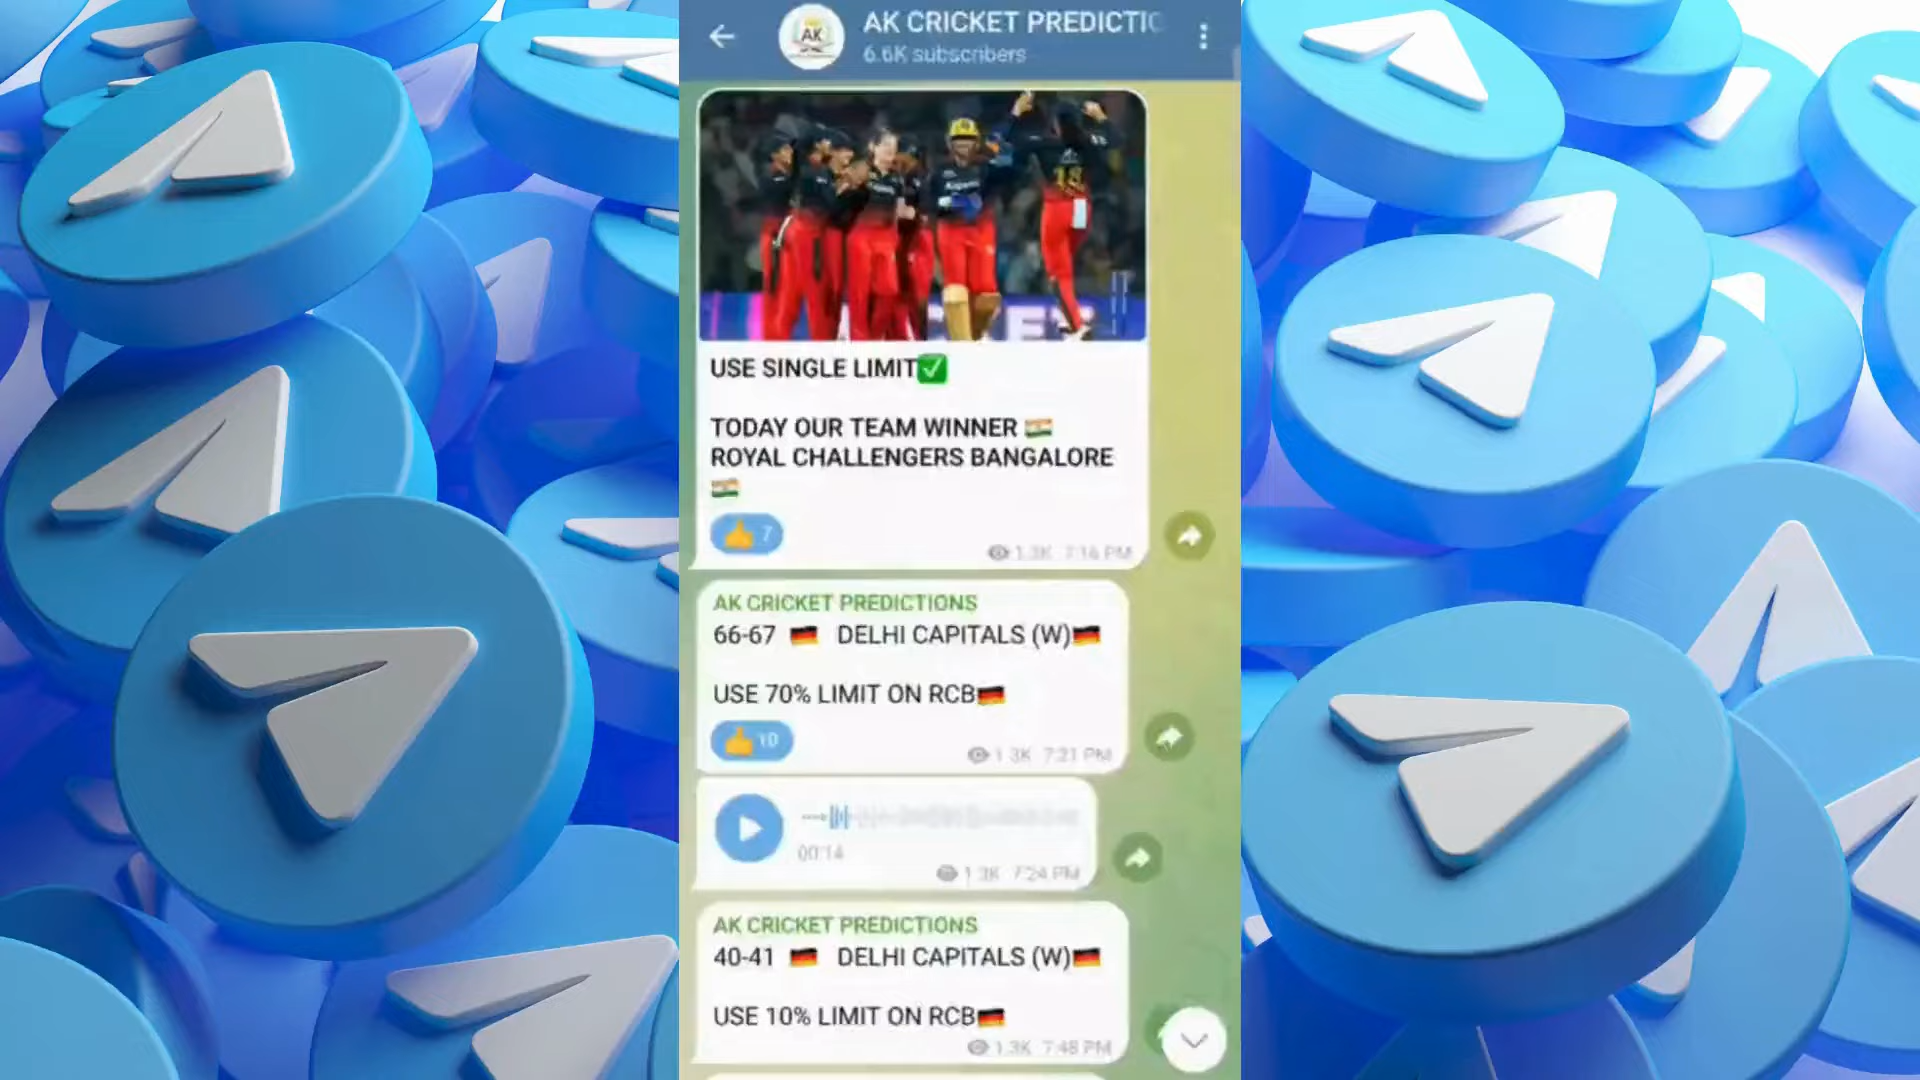 AK
AK CRICKET PREDICTIC
6.6K subscribers
18
USE SINGLE LIMIT✅
TODAY OUR TEAM WINNER 🇮🇳
ROYAL CHALLENGERS BANGALORE
🇮🇳
👍 7
1.3K 7:16 PM
AK CRICKET PREDICTIONS
66-67 🇩🇪 DELHI CAPITALS (W)🇩🇪
USE 70% LIMIT ON RCB🇩🇪
👍 10
1.3K 7:21 PM
00:14
1.3K 7:24 PM
AK CRICKET PREDICTIONS
40-41 🇩🇪 DELHI CAPITALS (W)🇩🇪
USE 10% LIMIT ON RCB🇩🇪
1.3K 7:48 PM